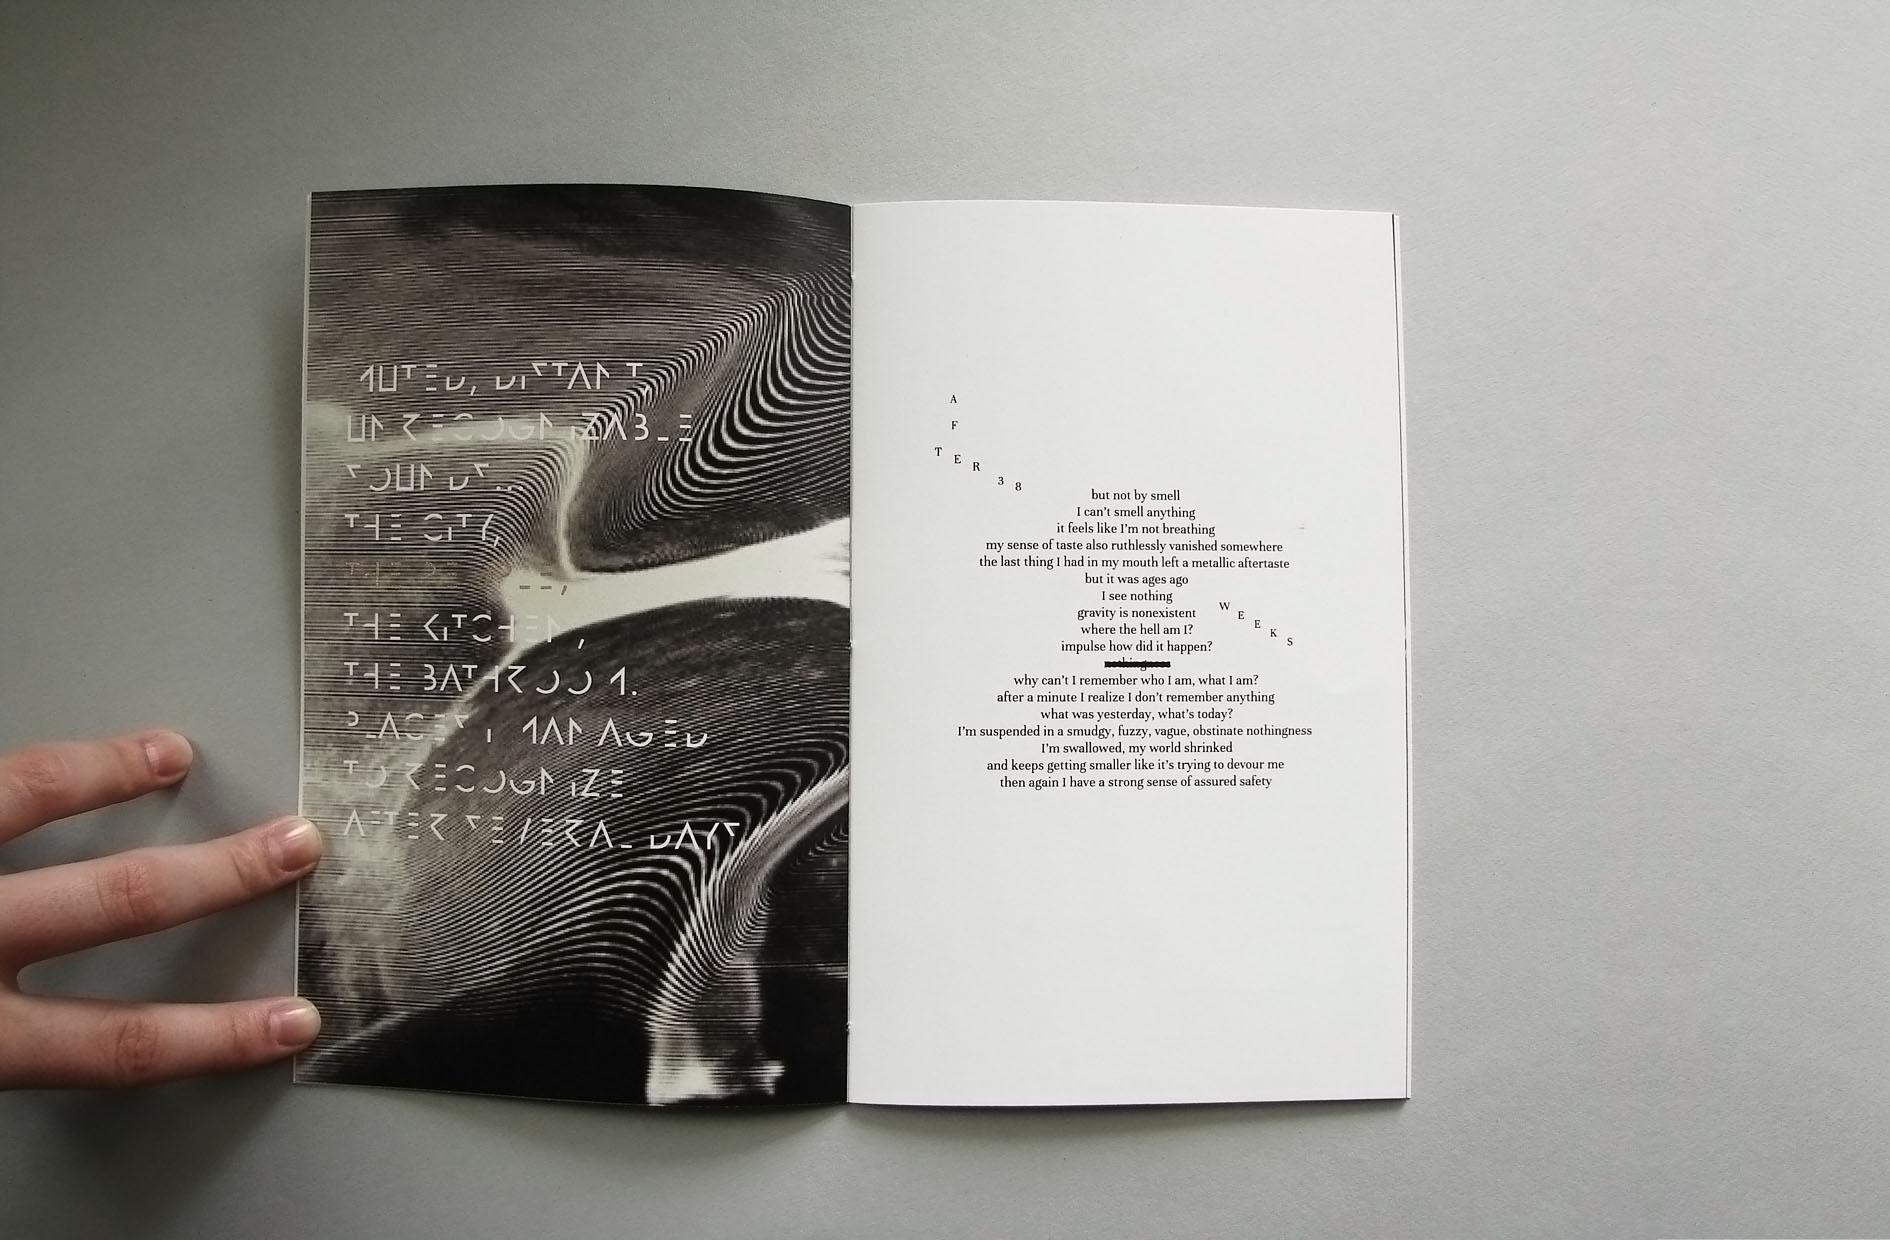 MUTED, DISTANT,
UNRECOGNIZABLE
SOUNDS...
THE CITY,
THE
THE KITCHEN,
THE BATHROOM.
PLACES I MANAGED
TO RECOGNIZE
AFTER SEVERAL DAYS
AFTER 38
but not by smell
I can't smell anything
it feels like I'm not breathing
my sense of taste also ruthlessly vanished somewhere
the last thing I had in my mouth left a metallic aftertaste
but it was ages ago
I see nothing
gravity is nonexistent
where the hell am I?
impulse how did it happen?
WEEKS
nothingness
why can't I remember who I am, what I am?
after a minute I realize I don't remember anything
what was yesterday, what's today?
I'm suspended in a smudgy, fuzzy, vague, obstinate nothingness
I'm swallowed, my world shrinked
and keeps getting smaller like it's trying to devour me
then again I have a strong sense of assured safety